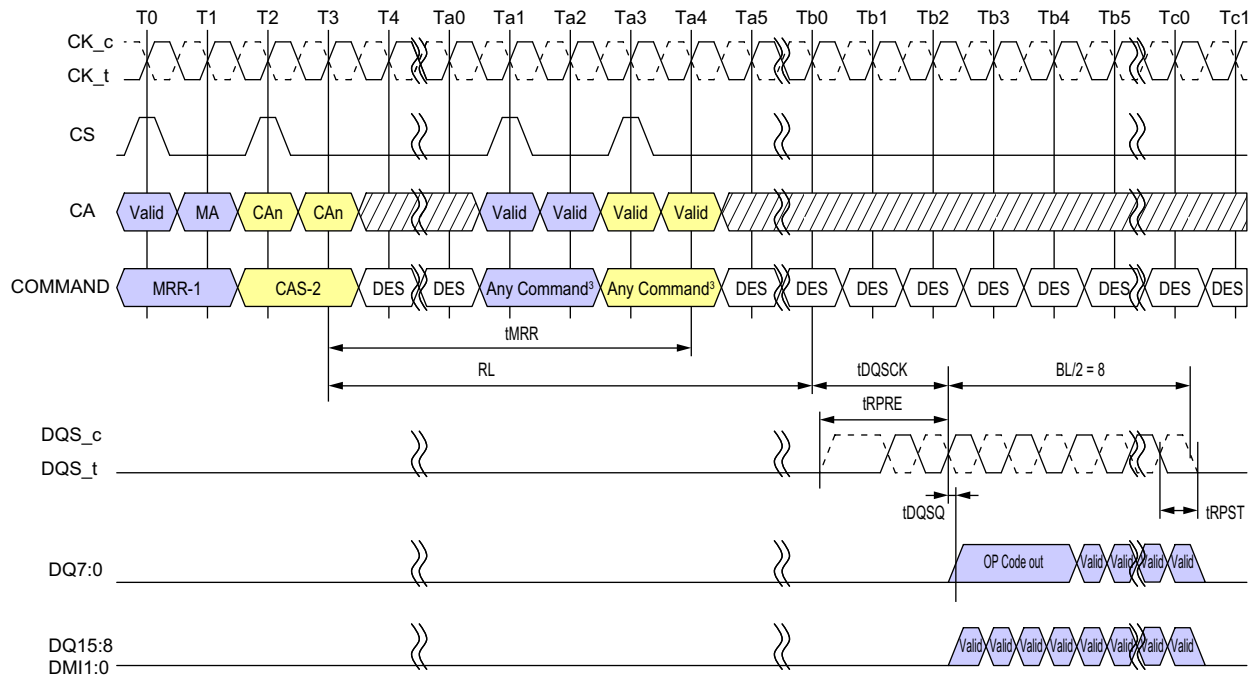 T0 T1 T2 T3 T4 Ta0 Ta1 Ta2 Ta3 Ta4 Ta5 Tb0 Tb1 Tb2 Tb3 Tb4 Tb5 Tc0 Tc1
CK_c
CK_t
CS
CA Valid MA CAn CAn Valid Valid Valid Valid
COMMAND MRR-1 CAS-2 DES DES Any Command³ Any Command³ DES DES DES DES DES DES DES DES DES
tMRR
RL tDQSCK BL/2 = 8
tRPRE
DQS_c
DQS_t
tDQSQ tRPST
DQ7:0 OP Code out Valid Valid Valid Valid
DQ15:8 Valid Valid Valid Valid Valid Valid Valid Valid
DMI1:0